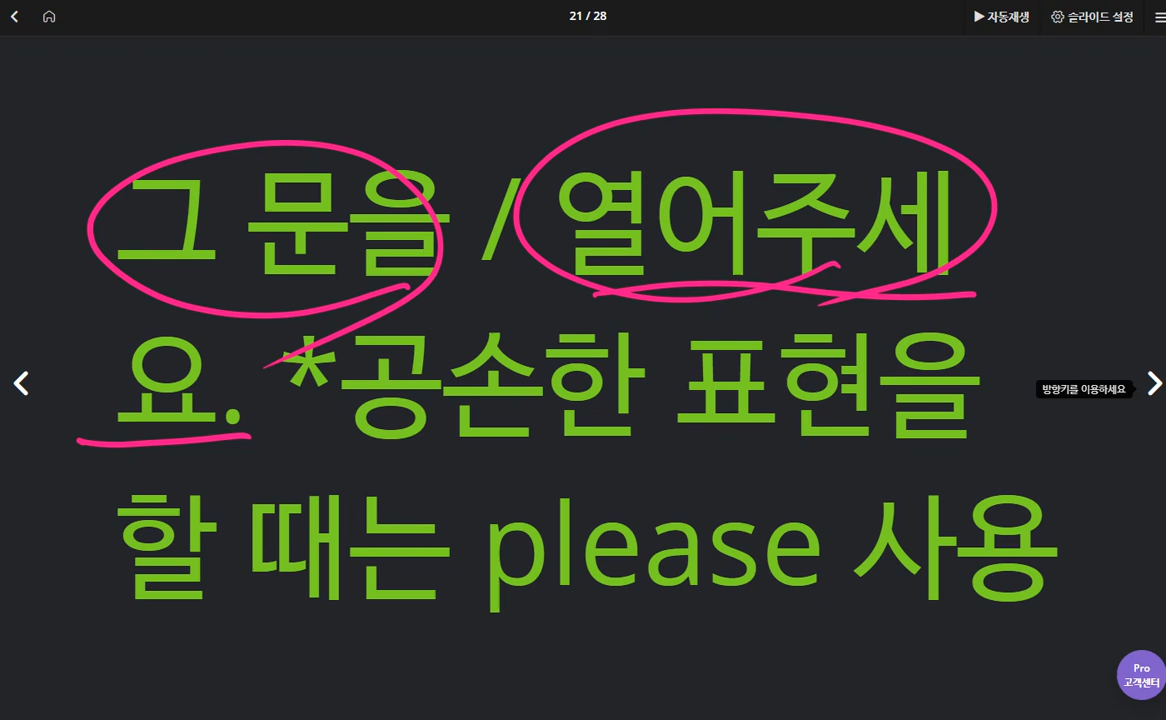 21 / 28
자동재생
슬라이드 설정
그 문을 / 열어주세
요. *공손한 표현을
방향키를 이용하세요
할 때는 please 사용
Pro
고객센터